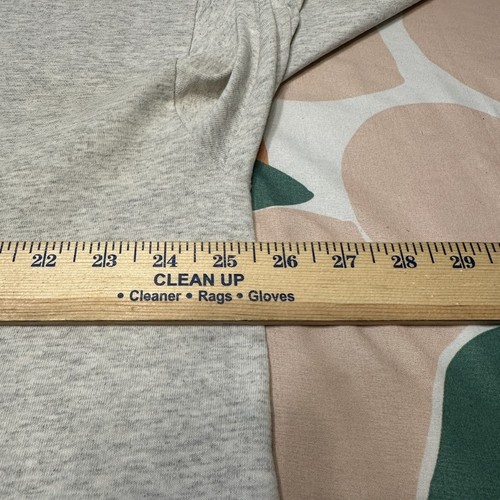 22 23 24 25 26 27 28 29
CLEAN UP
• Cleaner • Rags • Gloves